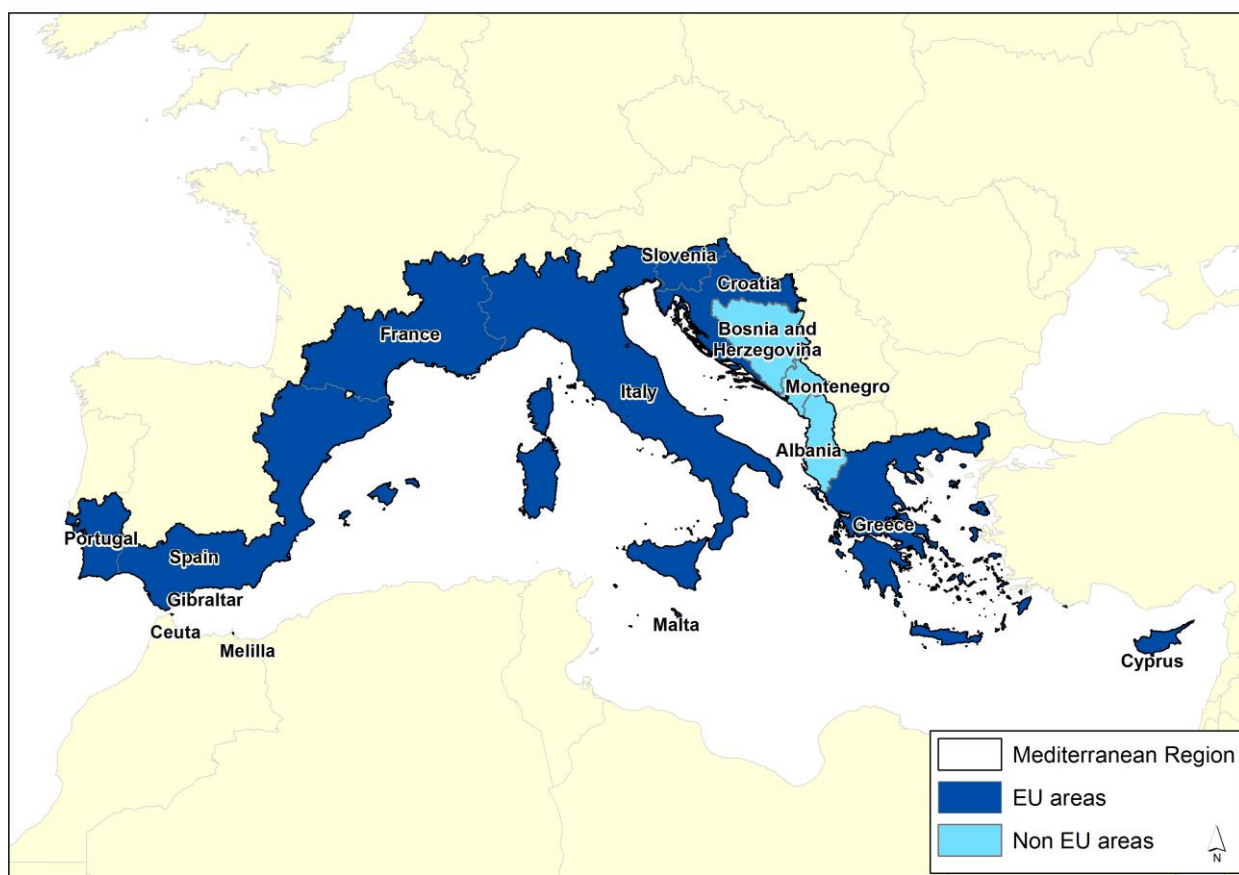 Slovenia
Croatia
France
Bosnia and
Herzegovina
Montenegro
Italy
Albania
Greece
Portugal
Spain
Gibraltar
Ceuta
Melilla
Malta
Cyprus
Mediterranean Region
EU areas
Non EU areas
N